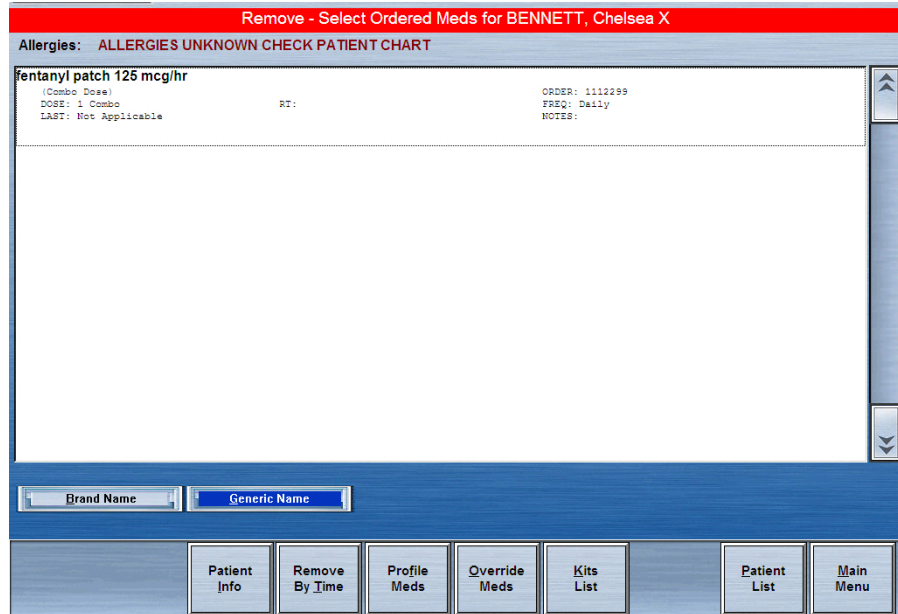 Remove - Select Ordered Meds for BENNETT, Chelsea X
Allergies: ALLERGIES UNKNOWN CHECK PATIENT CHART
fentanyl patch 125 mcg/hr
(Combo Dose) ORDER: 1112299
DOSE: 1 Combo RT: FREQ: Daily
LAST: Not Applicable NOTES:
Brand Name Generic Name
Patient Info
Remove By Time
Profile Meds
Override Meds
Kits List
Patient List
Main Menu